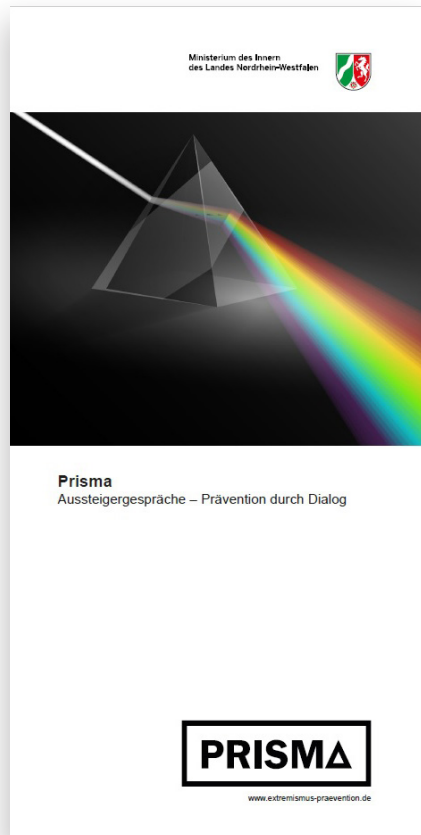 Ministerium des Innern
des Landes Nordrhein-Westfalen
Prisma
Aussteigergespräche – Prävention durch Dialog
PRISMA
www.extremismus-praevention.de